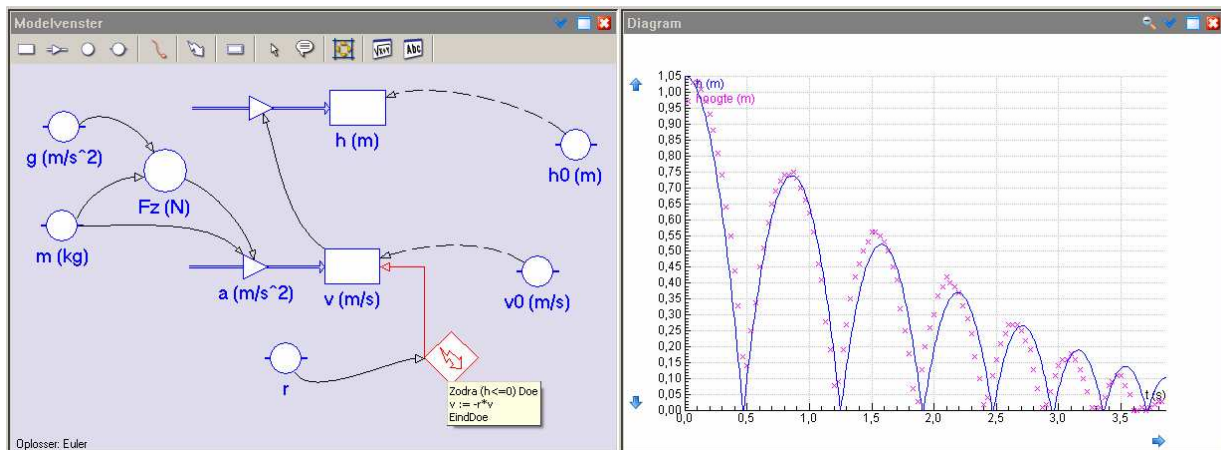 Modelvenster
√x+y
Abc
g (m/s^2)
h (m)
h0 (m)
Fz (N)
m (kg)
a (m/s^2)
v (m/s)
v0 (m/s)
r
Zodra (h<=0) Doe
v := -r*v
EindDoe
Oplosser: Euler
Diagram
h (m)
hoogte (m)
1,05
1,00
0,95
0,90
0,85
0,80
0,75
0,70
0,65
0,60
0,55
0,50
0,45
0,40
0,35
0,30
0,25
0,20
0,15
0,10
0,05
0,00
t (s)
0,0
0,5
1,0
1,5
2,0
2,5
3,0
3,5